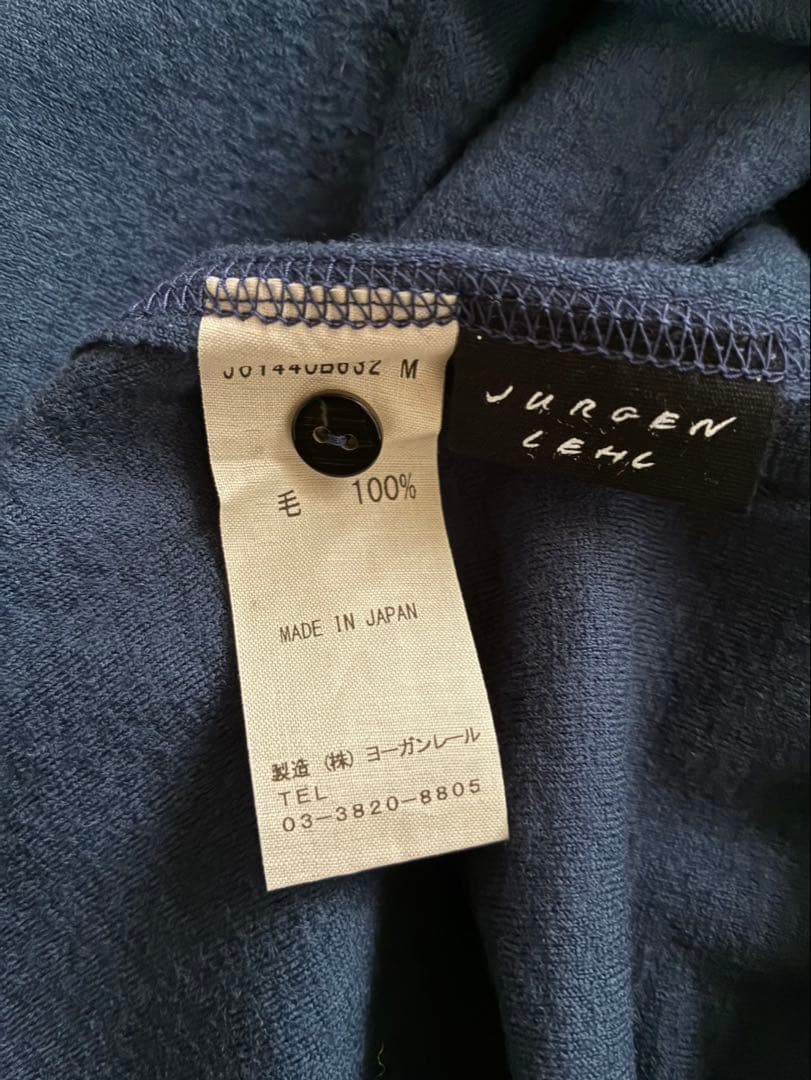 M
毛 100%
MADE IN JAPAN
製造 (株) ヨーガンレール
TEL
03-3820-8805
JURGEN
LEHL